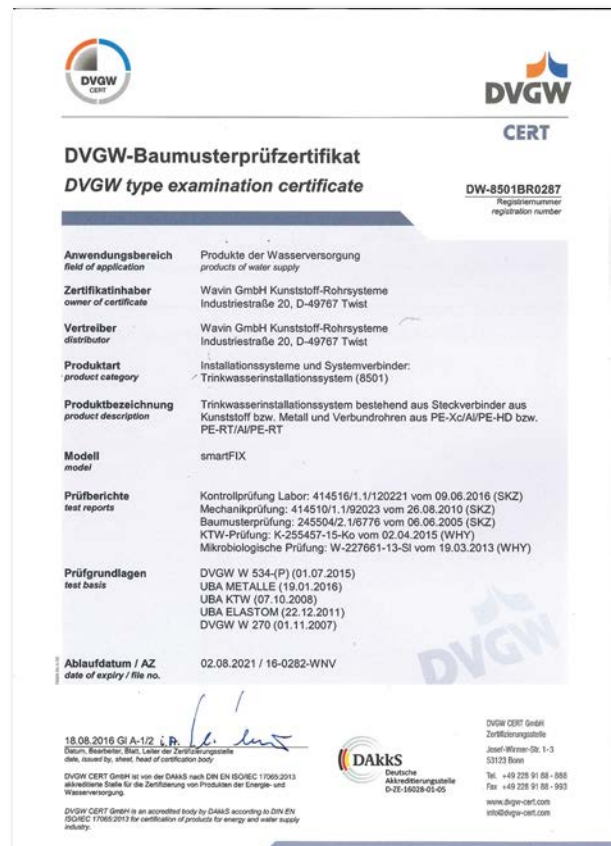 DVGW
CERT
DVGW
CERT
DVGW-Baumusterprüfzertifikat
DVGW type examination certificate
DW-8501BR0287
Registriernummer
registration number
Anwendungsbereich
field of application
Produkte der Wasserversorgung
products of water supply
Zertifikatinhaber
owner of certificate
Wavin GmbH Kunststoff-Rohrsysteme
Industriestraße 20, D-49767 Twist
Vertreiber
distributor
Wavin GmbH Kunststoff-Rohrsysteme
Industriestraße 20, D-49767 Twist
Produktart
product category
Installationssysteme und Systemverbinder:
Trinkwasserinstallationssystem (8501)
Produktbezeichnung
product description
Trinkwasserinstallationssystem bestehend aus Steckverbinder aus
Kunststoff bzw. Metall und Verbundrohren aus PE-Xc/Al/PE-HD bzw.
PE-RT/Al/PE-RT
Modell
model
smartFIX
Prüfberichte
test reports
Kontrollprüfung Labor: 414516/1.1/120221 vom 09.06.2016 (SKZ)
Mechanikprüfung: 414510/1.1/92023 vom 26.08.2010 (SKZ)
Baumusterprüfung: 245504/2.1/6776 vom 06.06.2005 (SKZ)
KTW-Prüfung: K-255457-15-Ko vom 02.04.2015 (WHY)
Mikrobiologische Prüfung: W-227661-13-Sl vom 19.03.2013 (WHY)
Prüfgrundlagen
test basis
DVGW W 534-(P) (01.07.2015)
UBA METALLE (19.01.2016)
UBA KTW (07.10.2008)
UBA ELASTOM (22.12.2011)
DVGW W 270 (01.11.2007)
DVGW
Ablaufdatum / AZ
date of expiry / file no.
02.08.2021 / 16-0282-WNV
18.08.2016 GI A-1/2 i.A.
Datum, Bearbeiter, Blatt, Leiter der Zertifizierungsstelle
date, issued by, sheet, head of certification body
DVGW CERT GmbH ist von der DAkkS nach DIN EN ISO/IEC 17065:2013
akkreditierte Stelle für die Zertifizierung von Produkten der Energie- und
Wasserversorgung.
DVGW CERT GmbH is an accredited body by DAkkS according to DIN EN
ISO/IEC 17065:2013 for certification of products for energy and water supply
industry.
DAkkS
Deutsche
Akkreditierungsstelle
D-ZE-16028-01-05
DVGW CERT GmbH
Zertifizierungsstelle
Josef-Wirmer-Str. 1-3
53123 Bonn
Tel. +49 228 91 88 - 888
Fax +49 228 91 88 - 993
www.dvgw-cert.com
info@dvgw-cert.com